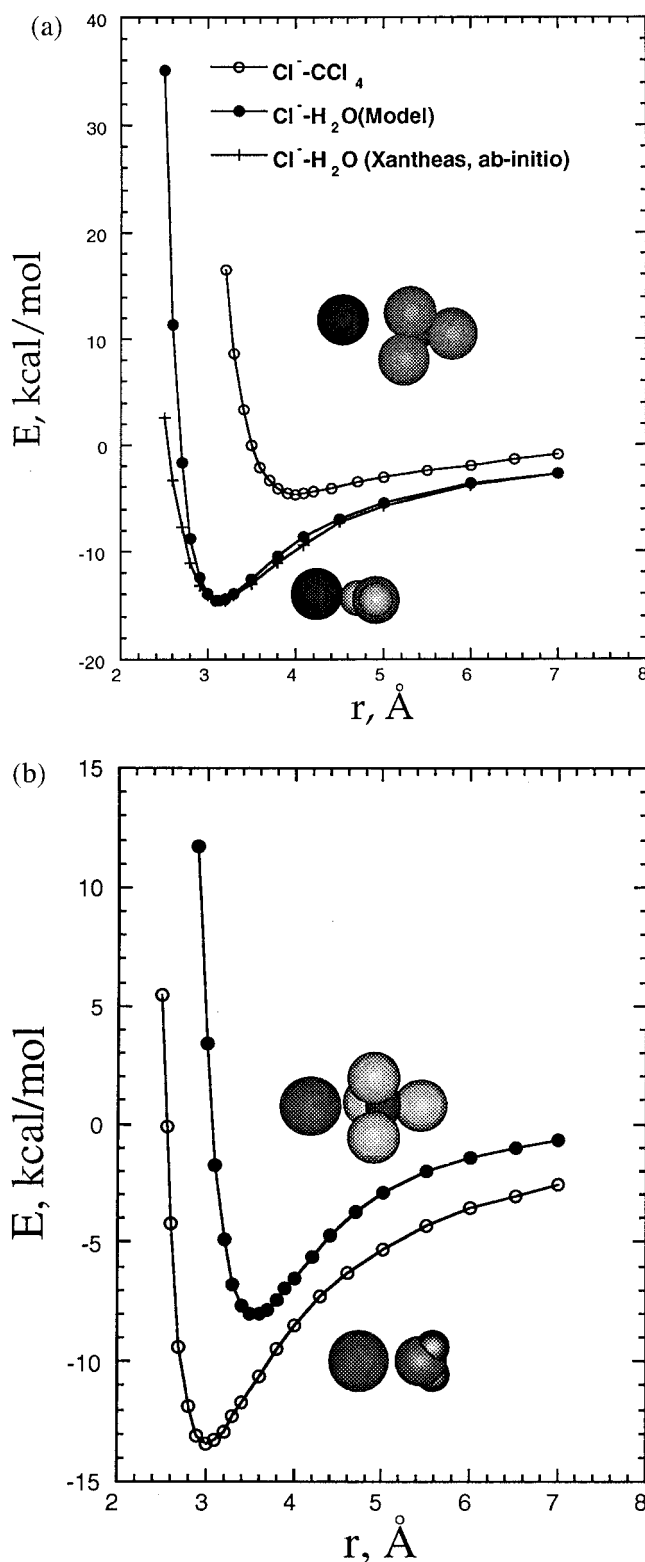 (a)
40
30
20
10
0
-10
-20
E, kcal/mol
Cl⁻-CCl₄
Cl⁻-H₂O(Model)
Cl⁻-H₂O (Xantheas, ab-initio)
2 3 4 5 6 7 8
r, Å
(b)
15
10
5
0
-5
-10
-15
E, kcal/mol
2 3 4 5 6 7 8
r, Å